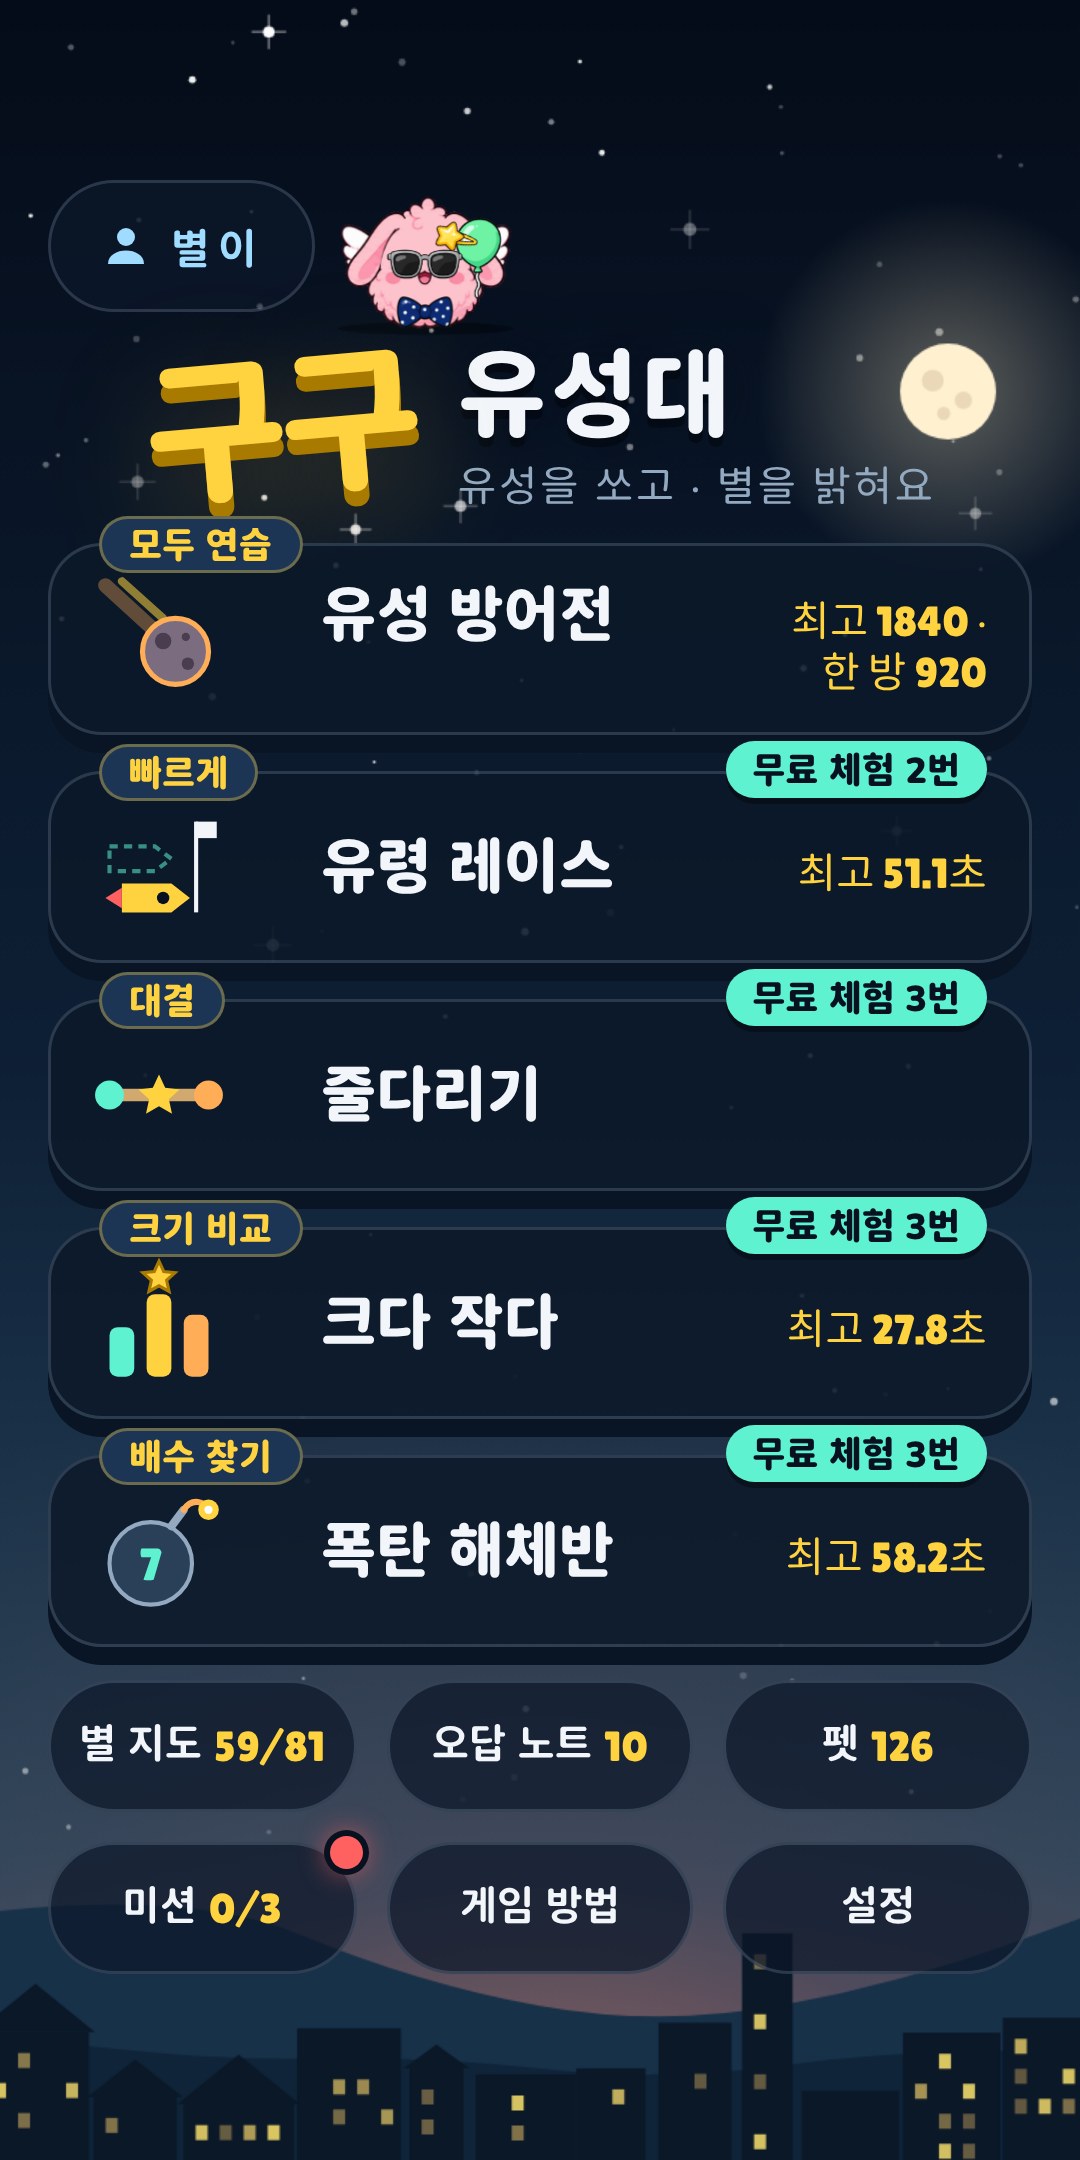 별이
구구 유성대
유성을 쏘고 · 별을 밝혀요
모두 연습
유성 방어전
최고 1840 ·
한 방 920
빠르게
무료 체험 2번
유령 레이스
최고 51.1초
대결
무료 체험 3번
줄다리기
크기 비교
무료 체험 3번
크다 작다
최고 27.8초
배수 찾기
무료 체험 3번
7
폭탄 해체반
최고 58.2초
별 지도 59/81
오답 노트 10
펫 126
미션 0/3
게임 방법
설정